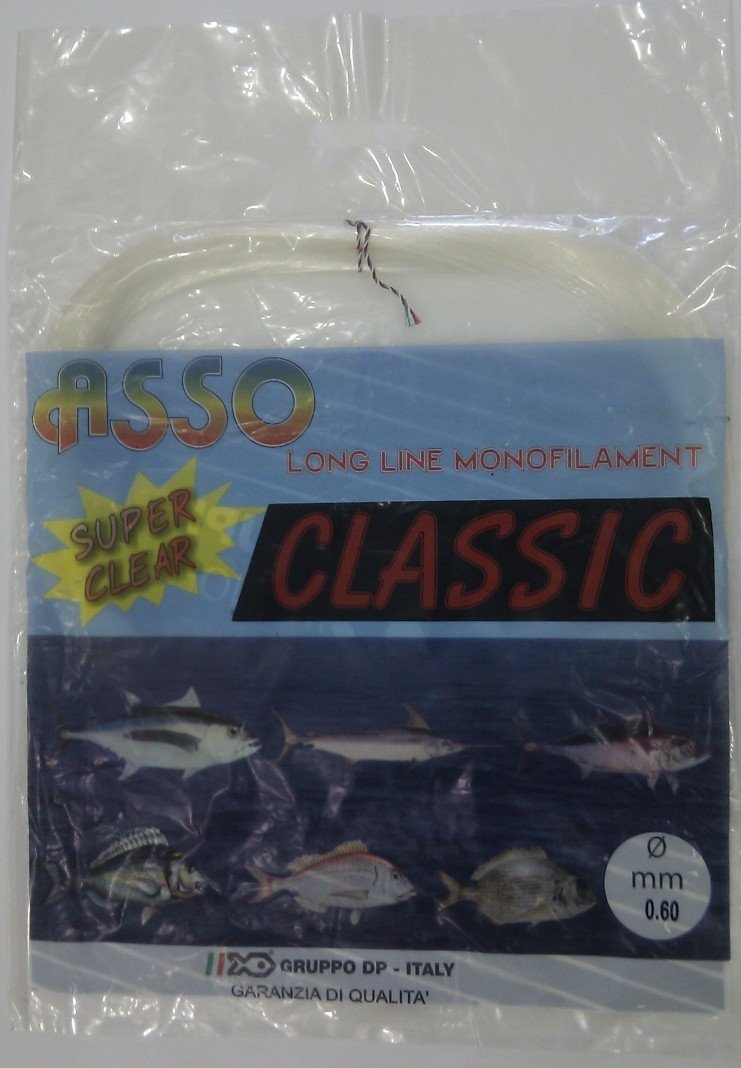 ASSO
LONG LINE MONOFILAMENT
SUPER
CLEAR
CLASSIC
Ø
mm
0.60
GRUPPO DP - ITALY
GARANZIA DI QUALITA'